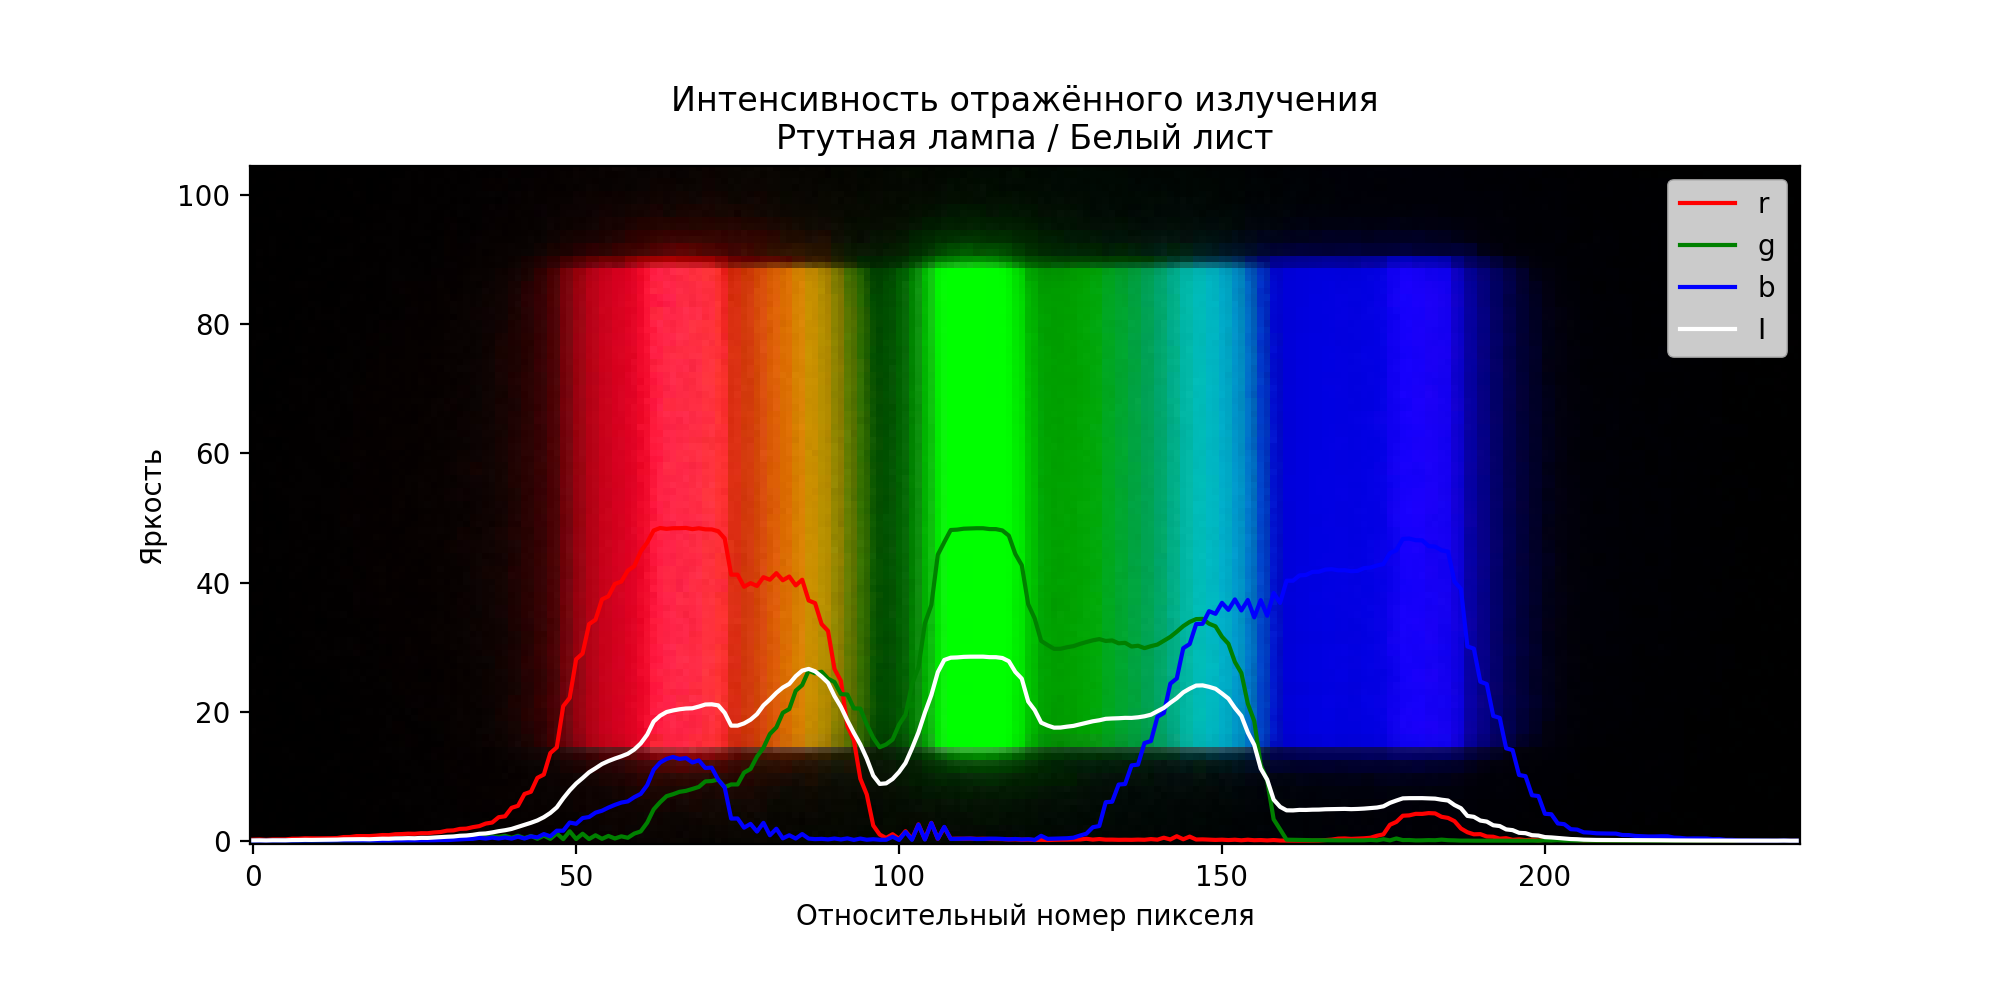 Интенсивность отражённого излучения
Ртутная лампа / Белый лист
r
g
b
I
100
80
60
40
20
0
Яркость
0 50 100 150 200
Относительный номер пикселя